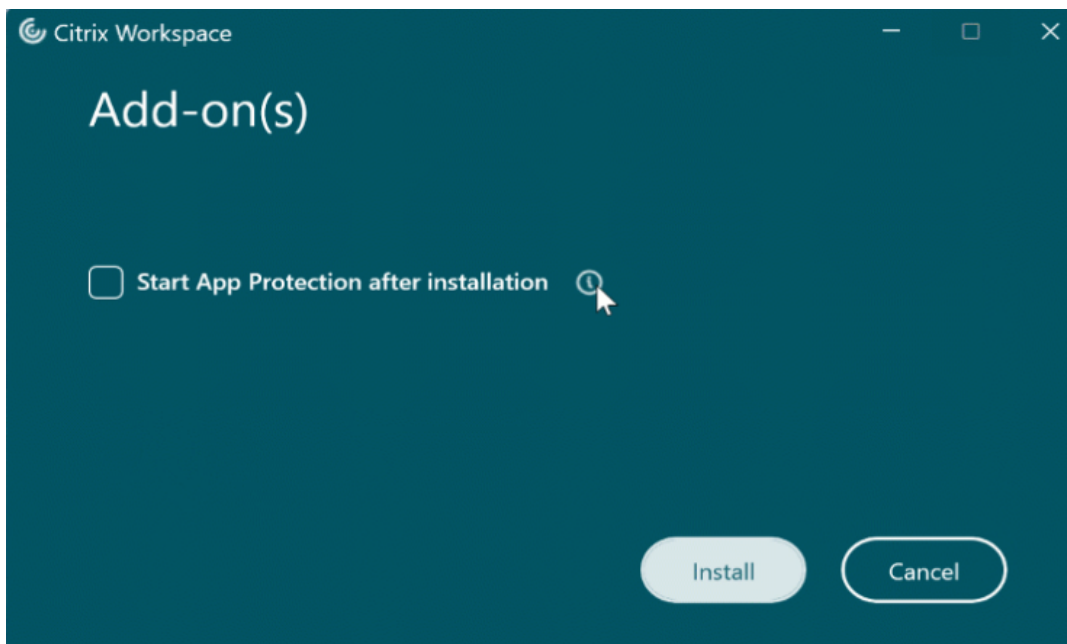 Citrix Workspace
Add-on(s)
Start App Protection after installation
Install Cancel